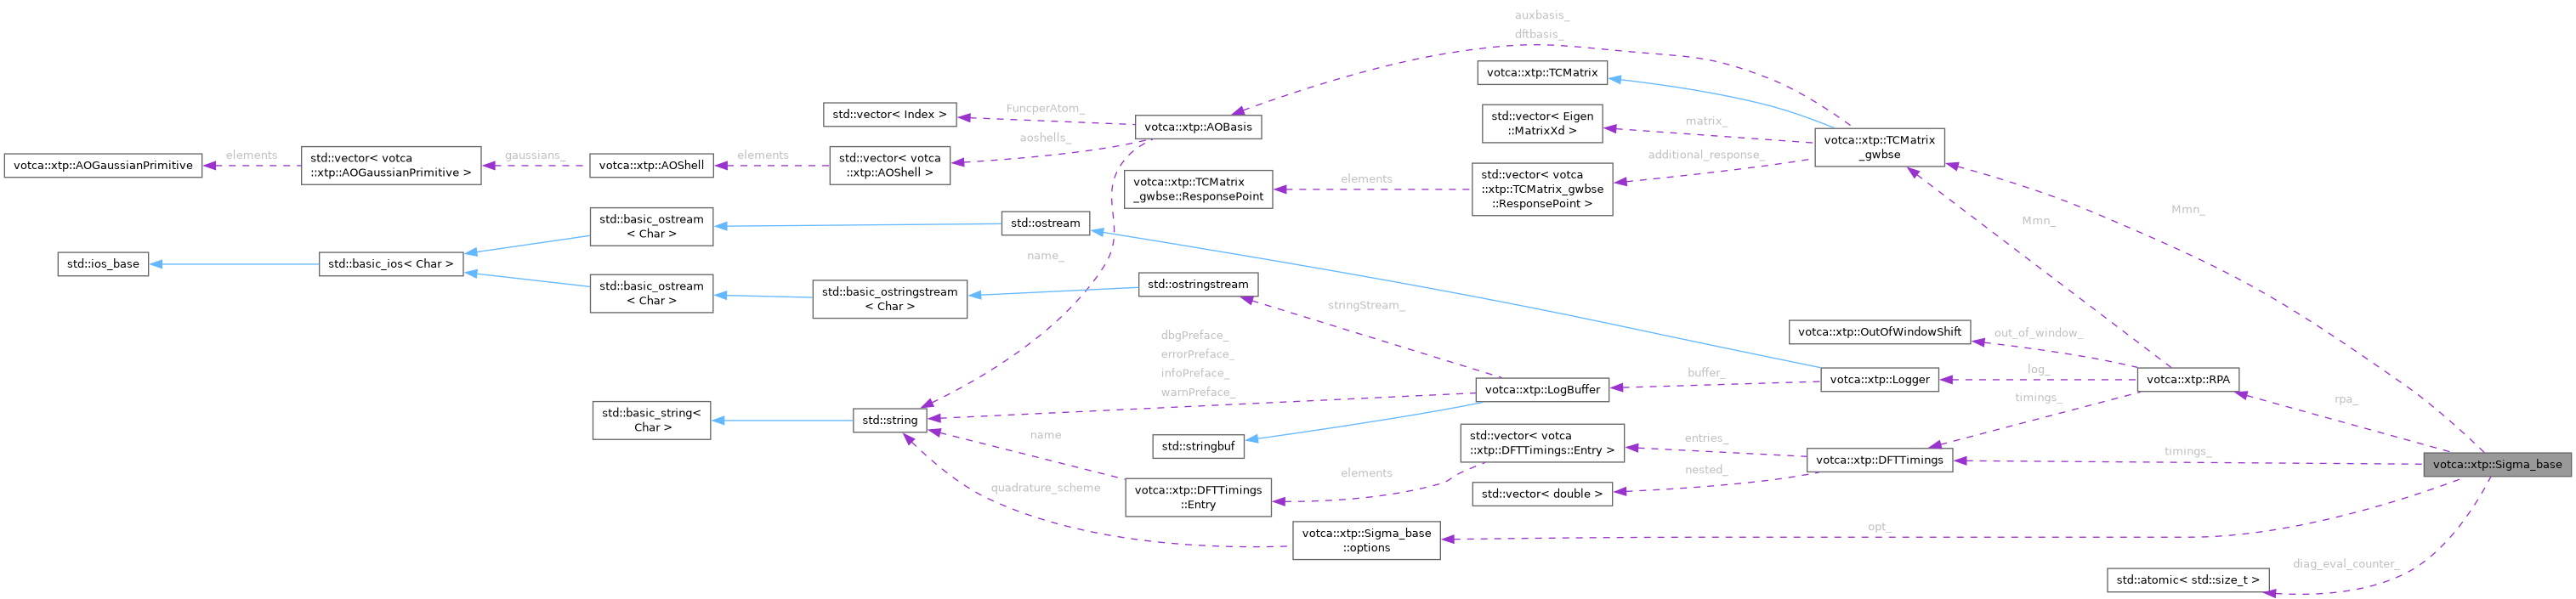 auxbasis_
dftbasis_
votca::xtp::TCMatrix
std::vector< Index >
FuncperAtom_
votca::xtp::AOBasis
std::vector< Eigen
::MatrixXd >
matrix_
votca::xtp::TCMatrix
_gwbse
aoshells_
votca::xtp::AOGaussianPrimitive
elements
std::vector< votca
::xtp::AOGaussianPrimitive >
gaussians_
votca::xtp::AOShell
elements
std::vector< votca
::xtp::AOShell >
additional_response_
votca::xtp::TCMatrix
_gwbse::ResponsePoint
elements
std::vector< votca
::xtp::TCMatrix_gwbse
::ResponsePoint >
Mmn_
Mmn_
std::basic_ostream
< Char >
std::ostream
std::ios_base
std::basic_ios< Char >
name_
std::basic_ostream
< Char >
std::basic_ostringstream
< Char >
std::ostringstream
stringStream_
votca::xtp::OutOfWindowShift
out_of_window_
dbgPreface_
errorPreface_
infoPreface_
warnPreface_
votca::xtp::LogBuffer
buffer_
votca::xtp::Logger
log_
votca::xtp::RPA
timings_
rpa_
std::basic_string<
Char >
std::string
name
std::stringbuf
std::vector< votca
::xtp::DFTTimings::Entry >
entries_
nested_
votca::xtp::DFTTimings
timings_
votca::xtp::Sigma_base
elements
quadrature_scheme
votca::xtp::DFTTimings
::Entry
std::vector< double >
votca::xtp::Sigma_base
::options
opt_
diag_eval_counter_
std::atomic< std::size_t >